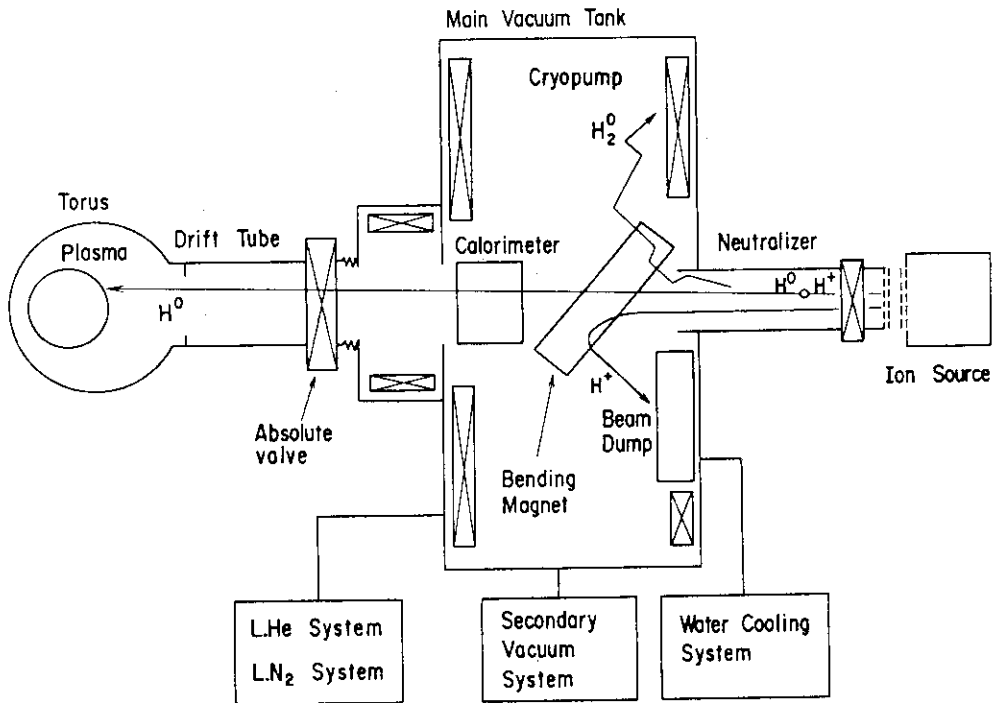 Main Vacuum Tank
Cryopump
H₂⁰
Torus
Plasma
Drift Tube
Calorimeter
Neutralizer
H⁰
H⁰ H⁺
H⁺
Ion Source
Beam
Dump
Absolute
valve
Bending
Magnet
L.He System
L.N₂ System
Secondary
Vacuum
System
Water Cooling
System